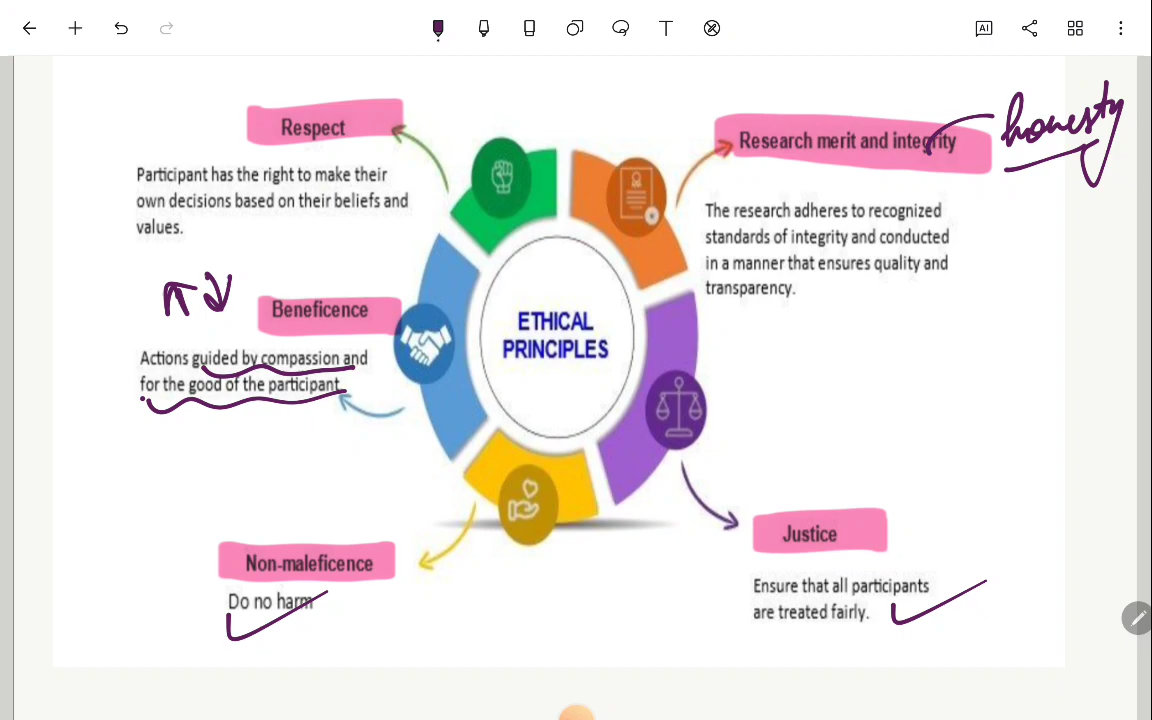 AI
Respect
Participant has the right to make their
own decisions based on their beliefs and
values.
Research merit and integrity
honesty
The research adheres to recognized
standards of integrity and conducted
in a manner that ensures quality and
transparency.
Beneficence
Actions guided by compassion and
for the good of the participant
ETHICAL
PRINCIPLES
Non-maleficence
Do no harm
Justice
Ensure that all participants
are treated fairly.